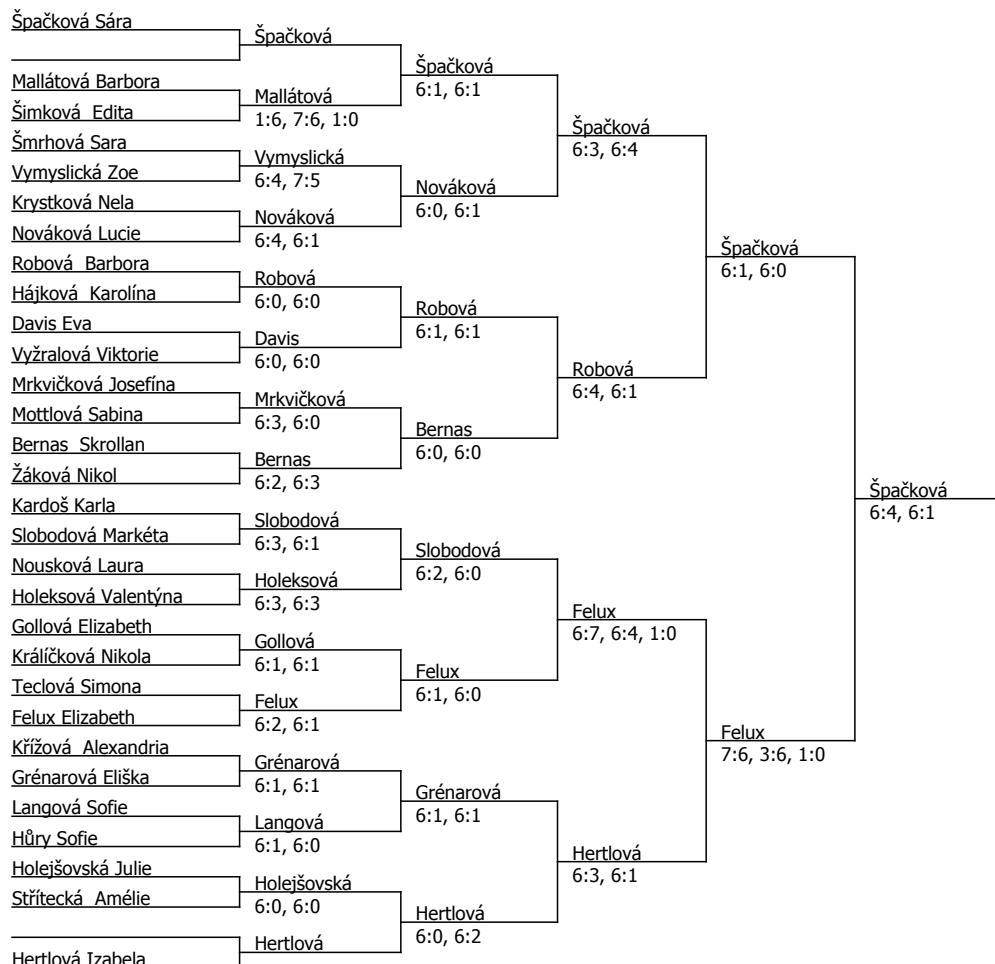 Špačková Sára
Mallátová Barbora
Šimková  Edita
Šmrhová Sara
Vymyslická Zoe
Krystková Nela
Nováková Lucie
Robová  Barbora
Hájková  Karolína
Davis Eva
Vyžralová Viktorie
Mrkvičková Josefína
Mottlová Sabina
Bernas  Skrollan
Žáková Nikol
Kardoš Karla
Slobodová Markéta
Nousková Laura
Holeksová Valentýna
Gollová Elizabeth
Králíčková Nikola
Teclová Simona
Felux Elizabeth
Křížová  Alexandria
Grénarová Eliška
Langová Sofie
Hůry Sofie
Holejšovská Julie
Střítecká  Amélie
Hertlová Izabela
Špačková
Mallátová
1:6, 7:6, 1:0
Vymyslická
6:4, 7:5
Nováková
6:4, 6:1
Robová
6:0, 6:0
Davis
6:0, 6:0
Mrkvičková
6:3, 6:0
Bernas
6:2, 6:3
Slobodová
6:3, 6:1
Holeksová
6:3, 6:3
Gollová
6:1, 6:1
Felux
6:2, 6:1
Grénarová
6:1, 6:1
Langová
6:1, 6:0
Holejšovská
6:0, 6:0
Hertlová
Špačková
6:1, 6:1
Nováková
6:0, 6:1
Robová
6:1, 6:1
Bernas
6:0, 6:0
Slobodová
6:2, 6:0
Felux
6:1, 6:0
Grénarová
6:1, 6:1
Hertlová
6:0, 6:2
Špačková
6:3, 6:4
Robová
6:4, 6:1
Felux
6:7, 6:4, 1:0
Hertlová
6:3, 6:1
Špačková
6:1, 6:0
Felux
7:6, 3:6, 1:0
Špačková
6:4, 6:1